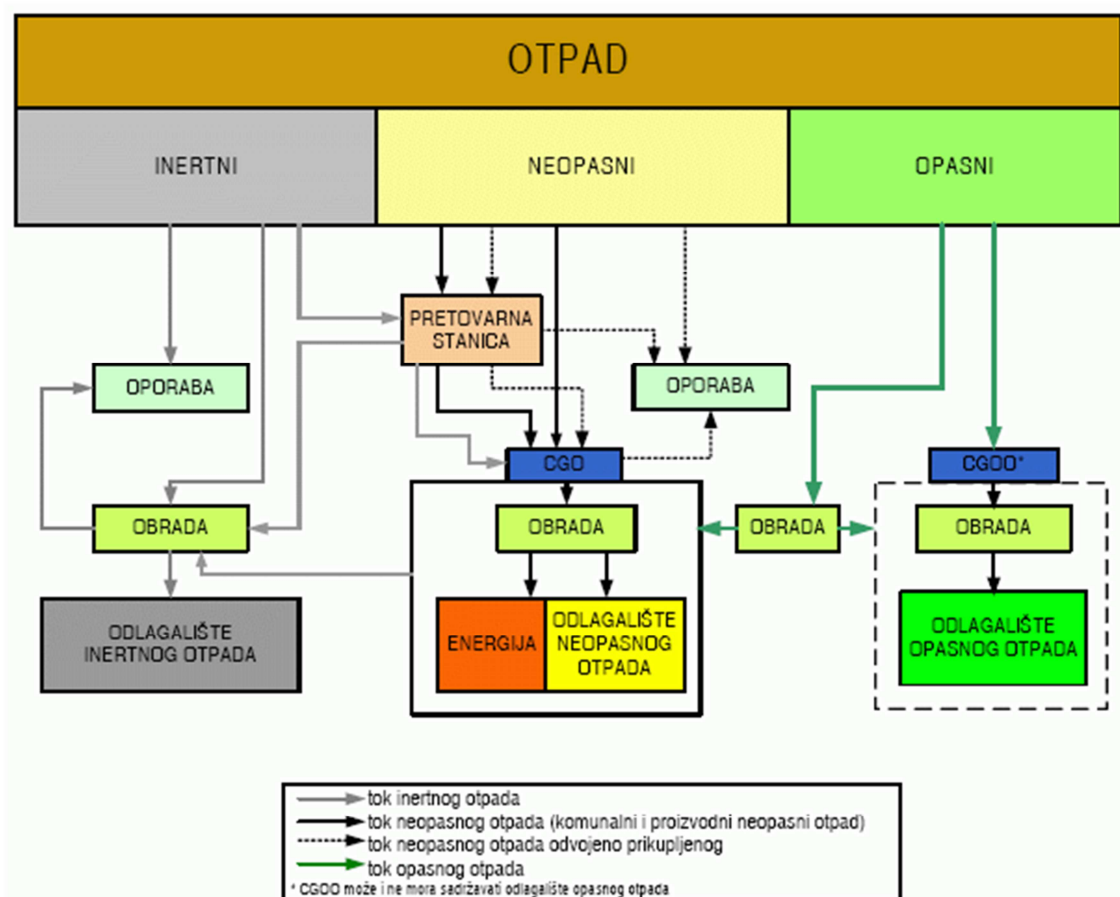 OTPAD
INERTNI
NEOPASNI
OPASNI
PRETOVARNA
STANICA
OPORABA
OPORABA
CGO
CGOO*
OBRADA
OBRADA
OBRADA
OBRADA
ODLAGALIŠTE
INERTNOG OTPADA
ENERGIJA
ODLAGALIŠTE
NEOPASNOG
OTPADA
ODLAGALIŠTE
OPASNOG OTPADA
tok inertnog otpada
tok neopasnog otpada (komunalni i proizvodni neopasni otpad)
tok neopasnog otpada odvojeno prikupljenog
tok opasnog otpada
* CGOO može i ne mora sadržavati odlagalište opasnog otpada